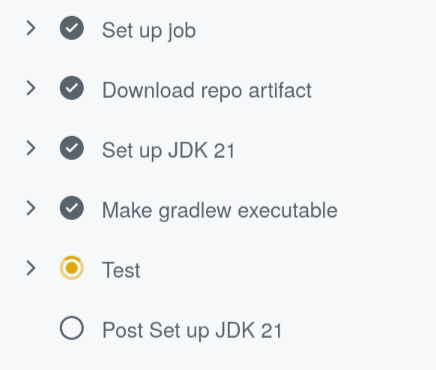 Set up job
Download repo artifact
Set up JDK 21
Make gradlew executable
Test
Post Set up JDK 21